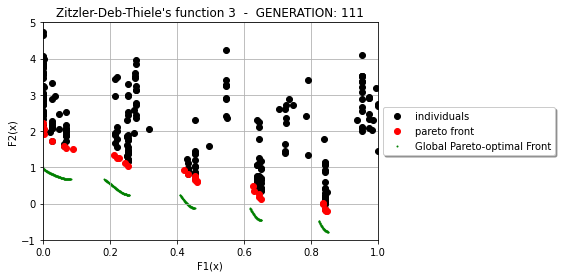 Zitzler-Deb-Thiele's function 3 - GENERATION: 111
5
4
3
2
1
0
−1
F2(x)
0.0 0.2 0.4 0.6 0.8 1.0
F1(x)
individuals
pareto front
Global Pareto-optimal Front